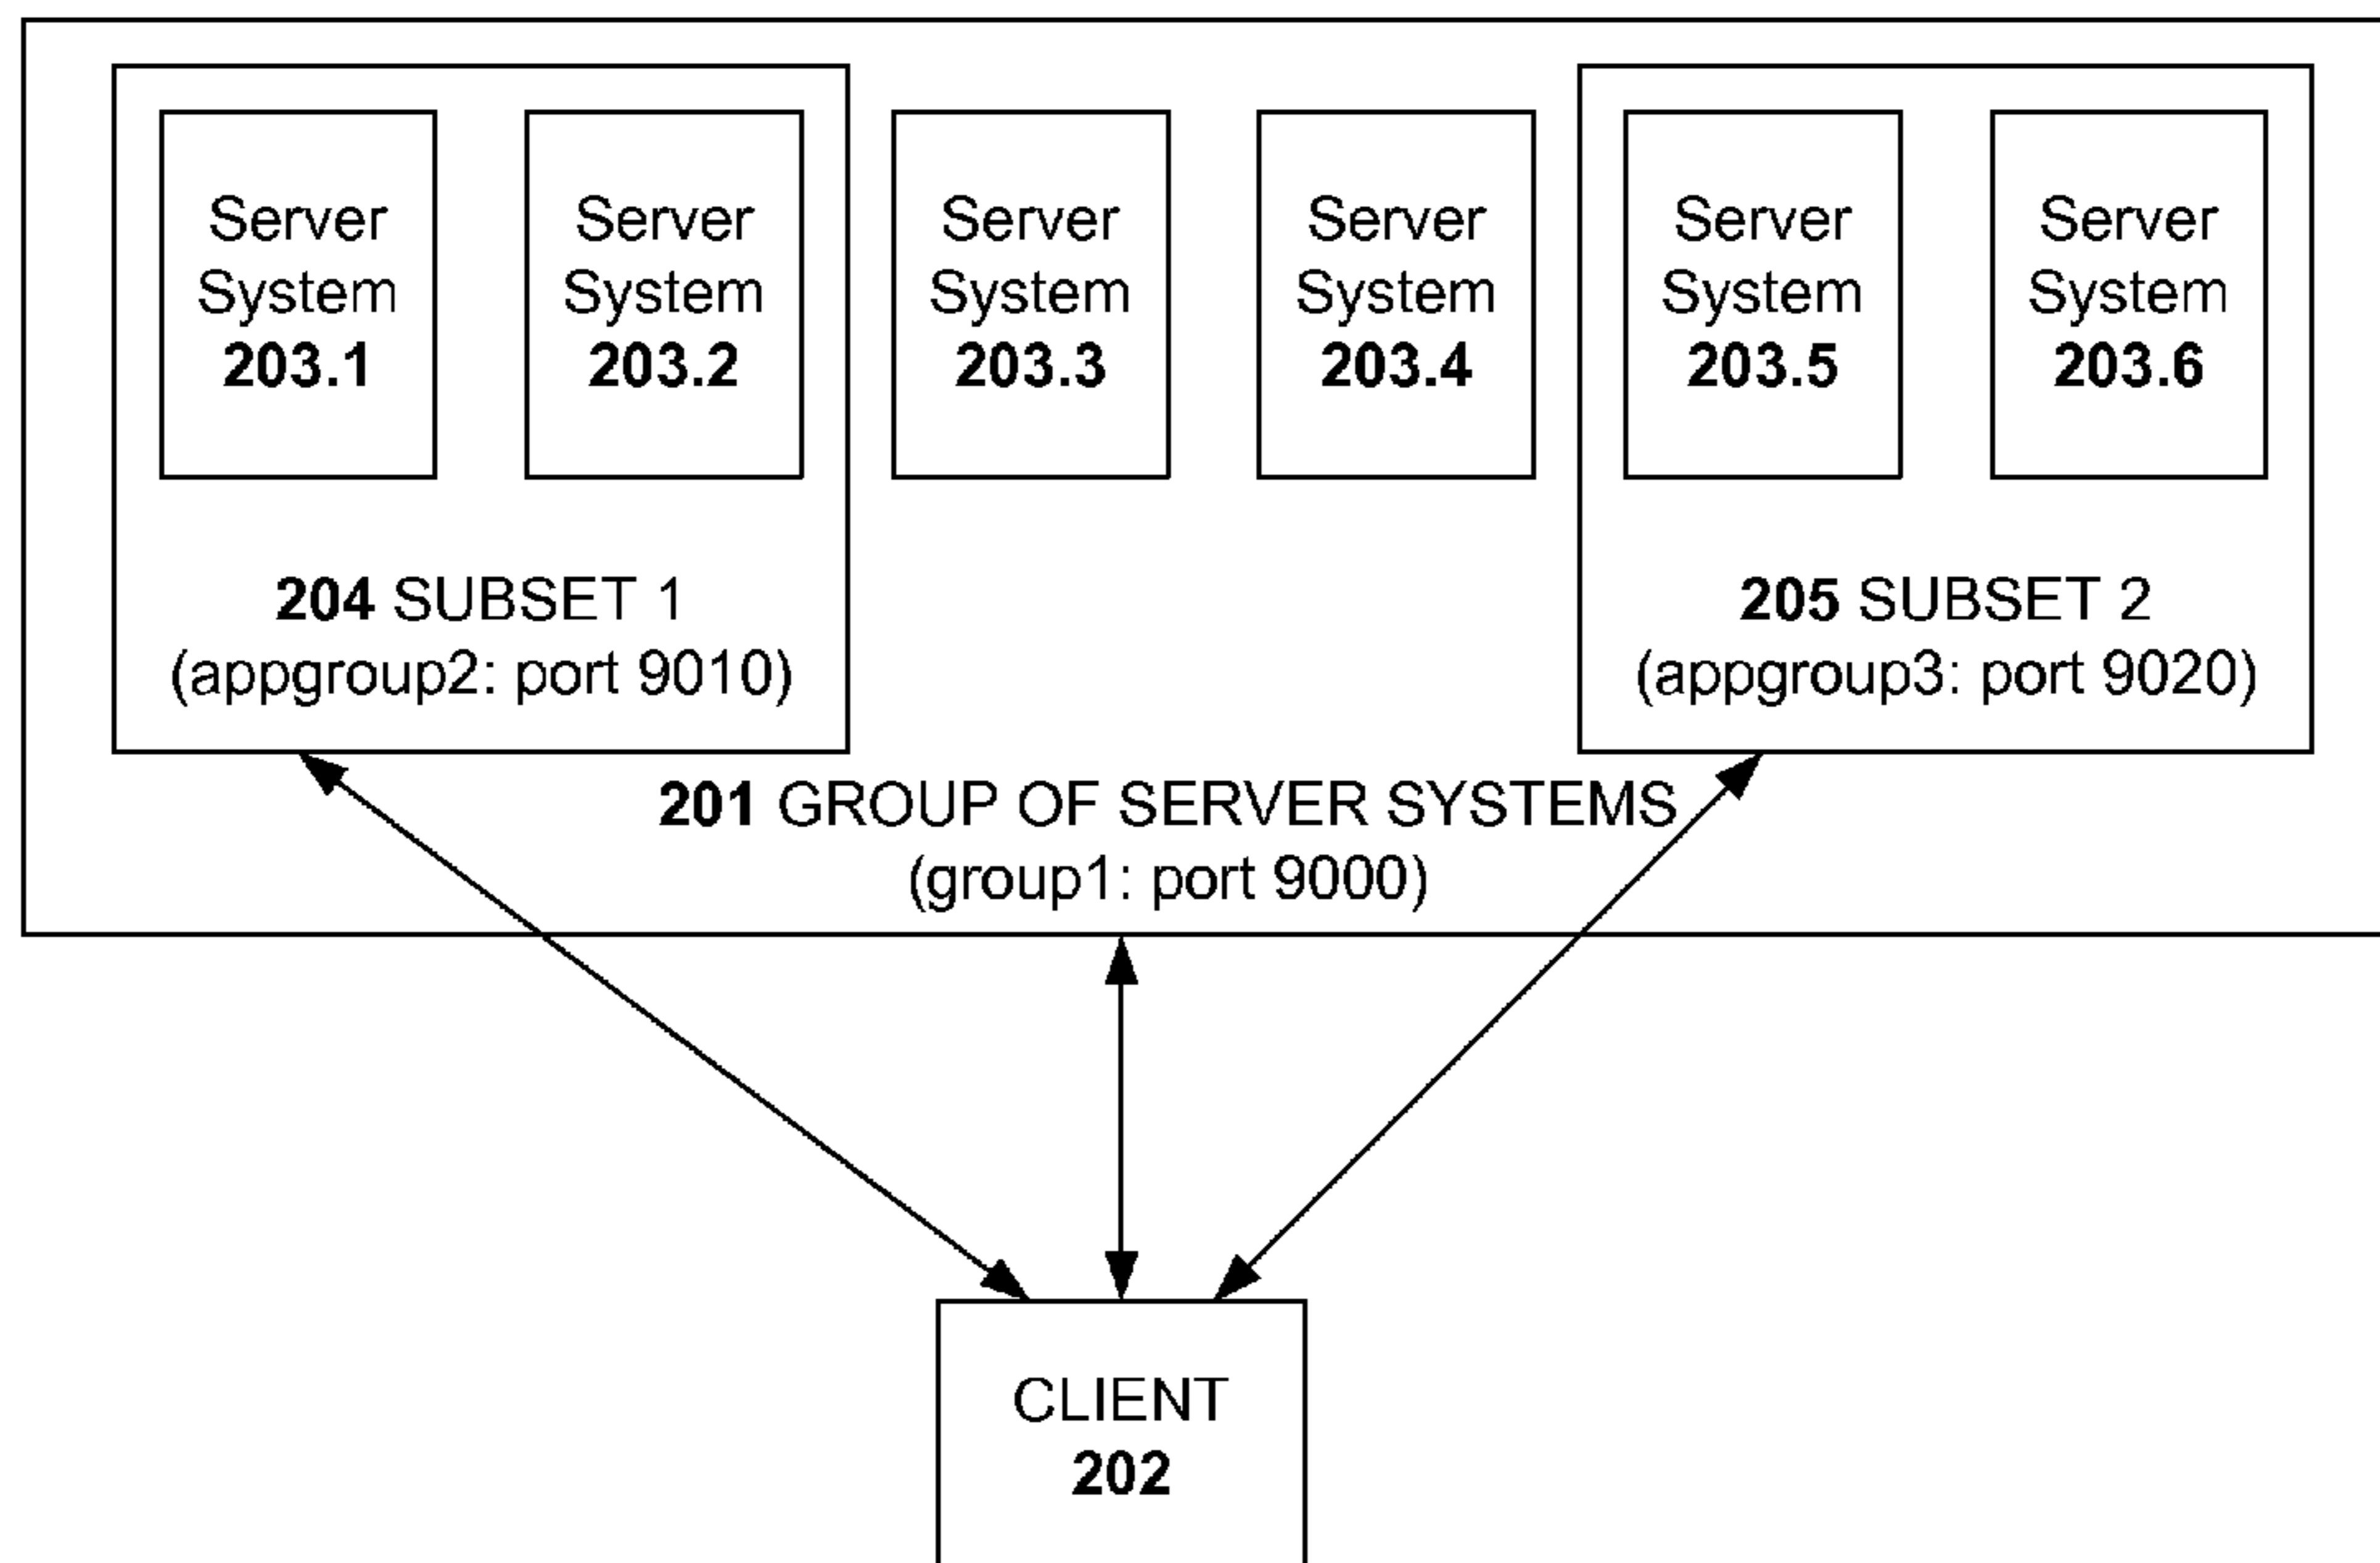 Server
System
203.1
Server
System
203.2
Server
System
203.3
Server
System
203.4
Server
System
203.5
Server
System
203.6
204 SUBSET 1
(appgroup2: port 9010)
205 SUBSET 2
(appgroup3: port 9020)
201 GROUP OF SERVER SYSTEMS
(group1: port 9000)
CLIENT
202